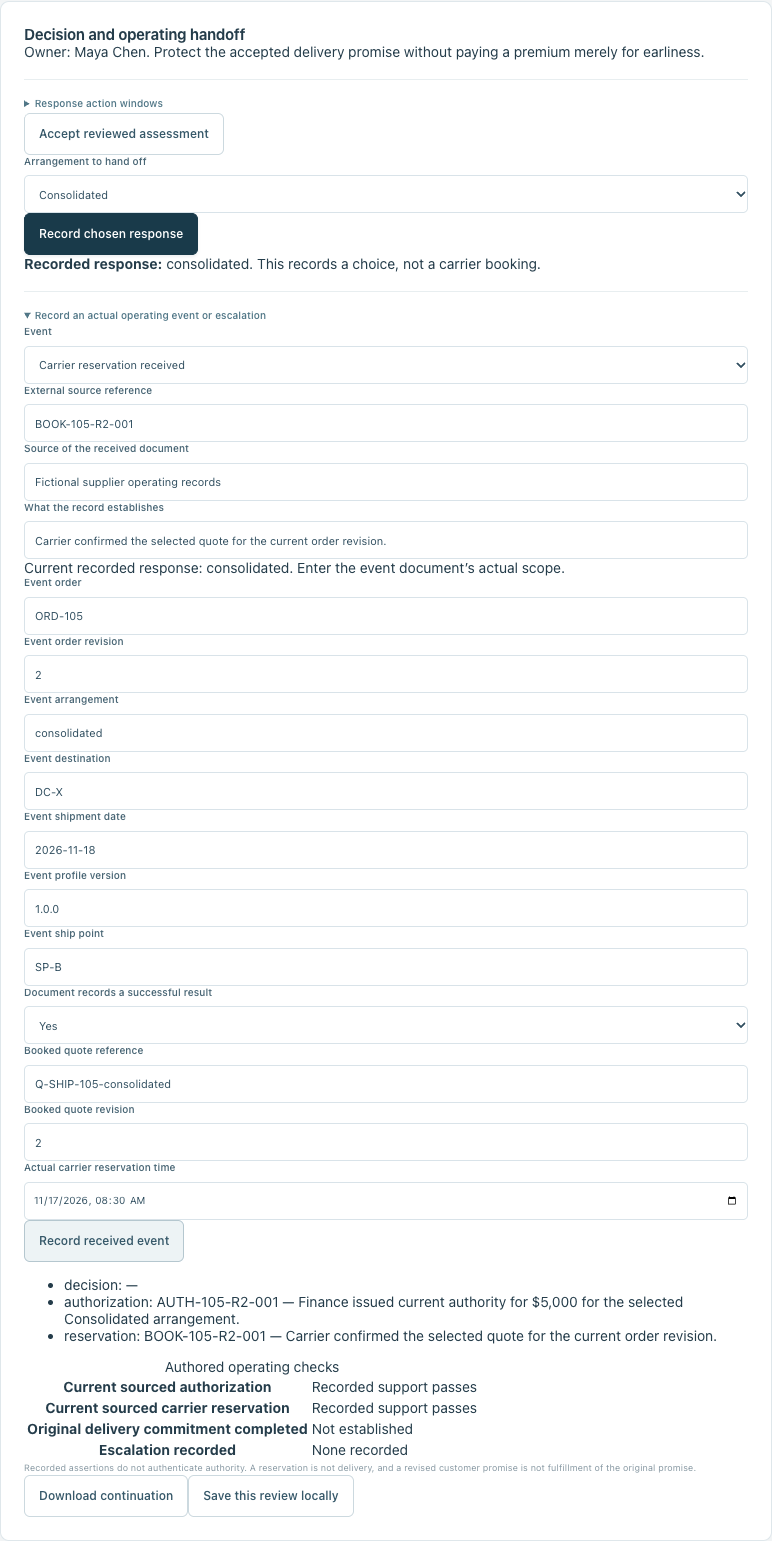 Decision and operating handoff
Owner: Maya Chen. Protect the accepted delivery promise without paying a premium merely for earliness.
Response action windows
Accept reviewed assessment
Arrangement to hand off
Consolidated
Record chosen response
Recorded response: consolidated. This records a choice, not a carrier booking.
Record an actual operating event or escalation
Event
Carrier reservation received
External source reference
BOOK-105-R2-001
Source of the received document
Fictional supplier operating records
What the record establishes
Carrier confirmed the selected quote for the current order revision.
Current recorded response: consolidated. Enter the event document’s actual scope.
Event order
ORD-105
Event order revision
2
Event arrangement
consolidated
Event destination
DC-X
Event shipment date
2026-11-18
Event profile version
1.0.0
Event ship point
SP-B
Document records a successful result
Yes
Booked quote reference
Q-SHIP-105-consolidated
Booked quote revision
2
Actual carrier reservation time
11/17/2026, 08:30 AM
Record received event
• decision: —
• authorization: AUTH-105-R2-001 — Finance issued current authority for $5,000 for the selected
Consolidated arrangement.
• reservation: BOOK-105-R2-001 — Carrier confirmed the selected quote for the current order revision.
Authored operating checks
Current sourced authorization Recorded support passes
Current sourced carrier reservation Recorded support passes
Original delivery commitment completed Not established
Escalation recorded None recorded
Recorded assertions do not authenticate authority. A reservation is not delivery, and a revised customer promise is not fulfillment of the original promise.
Download continuation Save this review locally